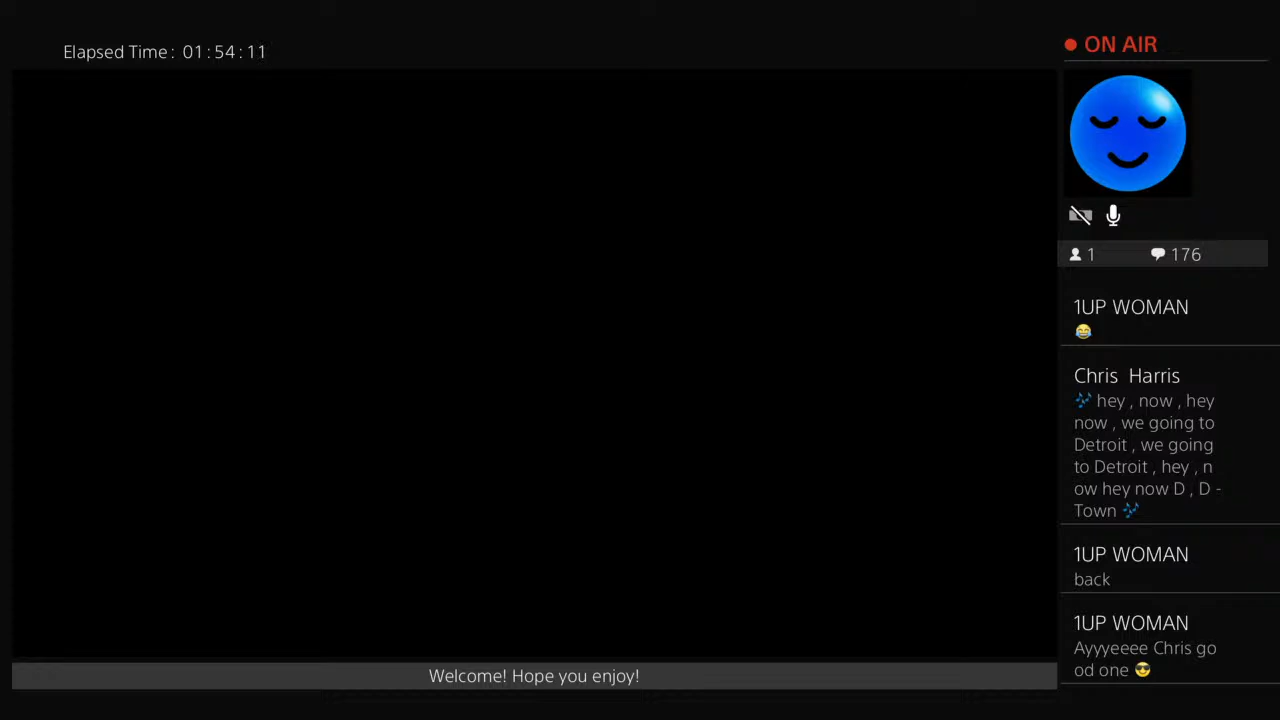 Elapsed Time: 01:54:11
ON AIR
1
176
1UP WOMAN
😂
Chris Harris
🎶 hey , now , hey
now , we going to
Detroit , we going
to Detroit , hey , n
ow hey now D , D -
Town 🎶
1UP WOMAN
back
1UP WOMAN
Ayyyeeee Chris go
od one 😎
Welcome! Hope you enjoy!